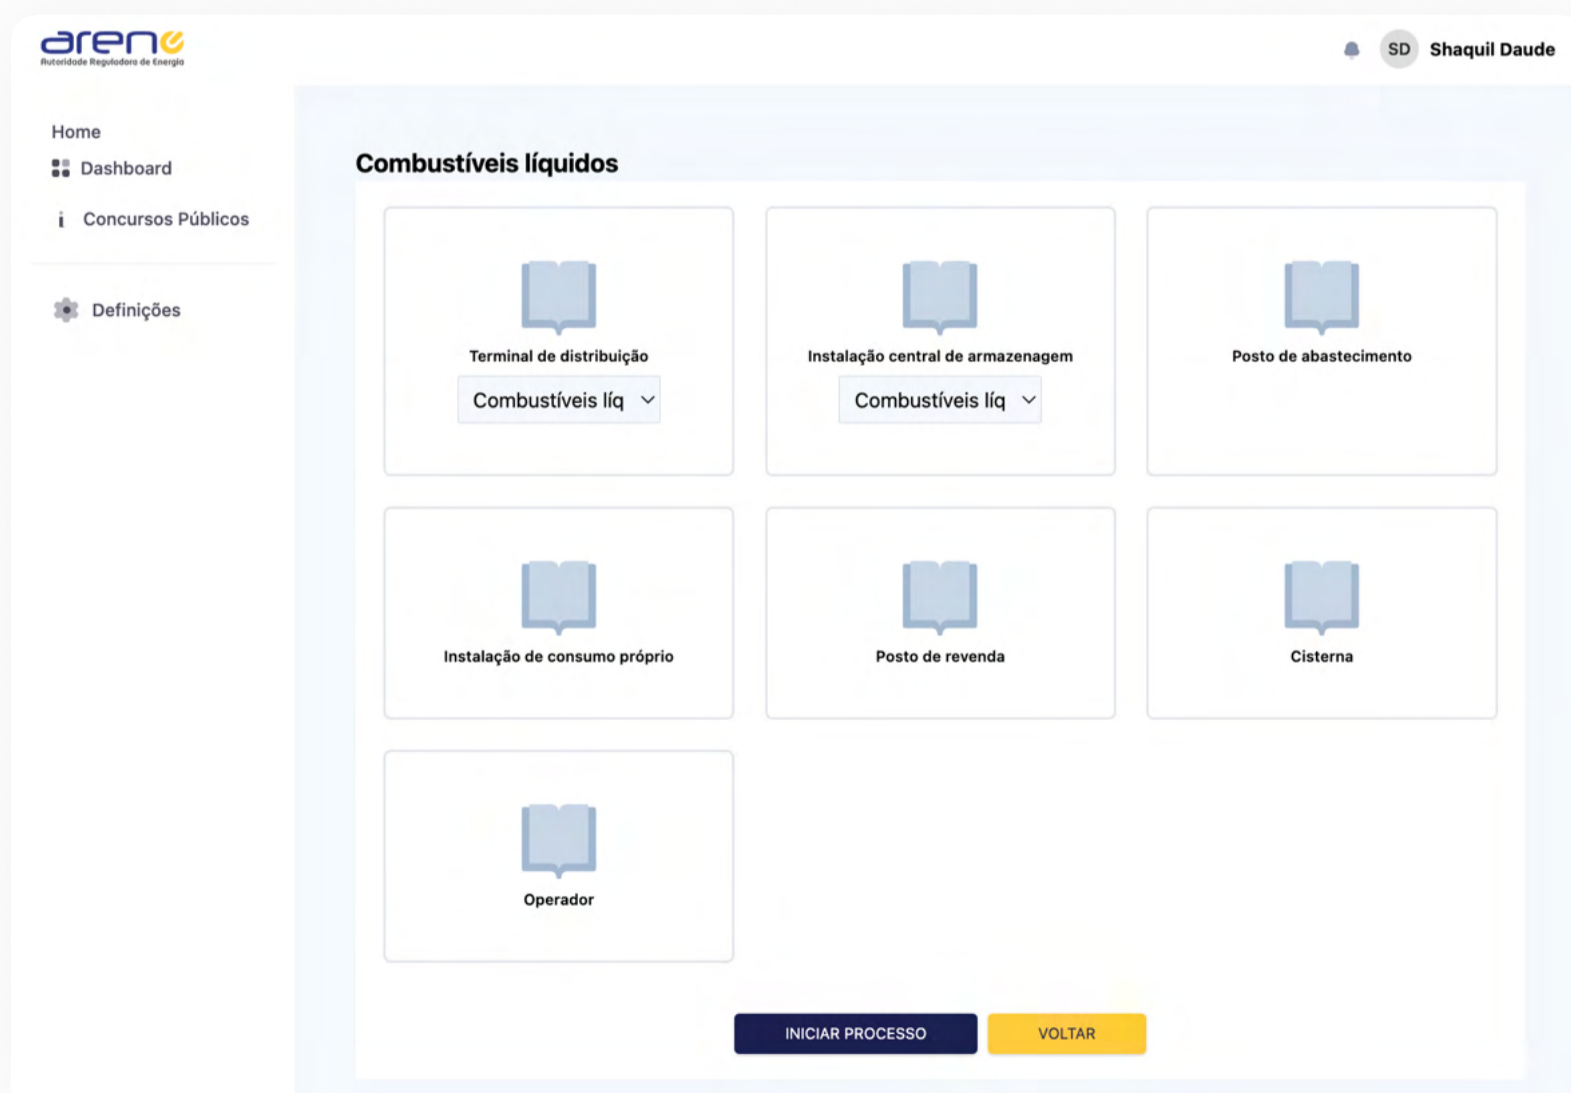 arene
Autoridade Reguladora de Energia
SD Shaquil Daude
Home
Dashboard
Concursos Públicos
Definições
Combustíveis líquidos
Terminal de distribuição
Combustíveis líq
Instalação central de armazenagem
Combustíveis líq
Posto de abastecimento
Instalação de consumo próprio
Posto de revenda
Cisterna
Operador
INICIAR PROCESSO
VOLTAR